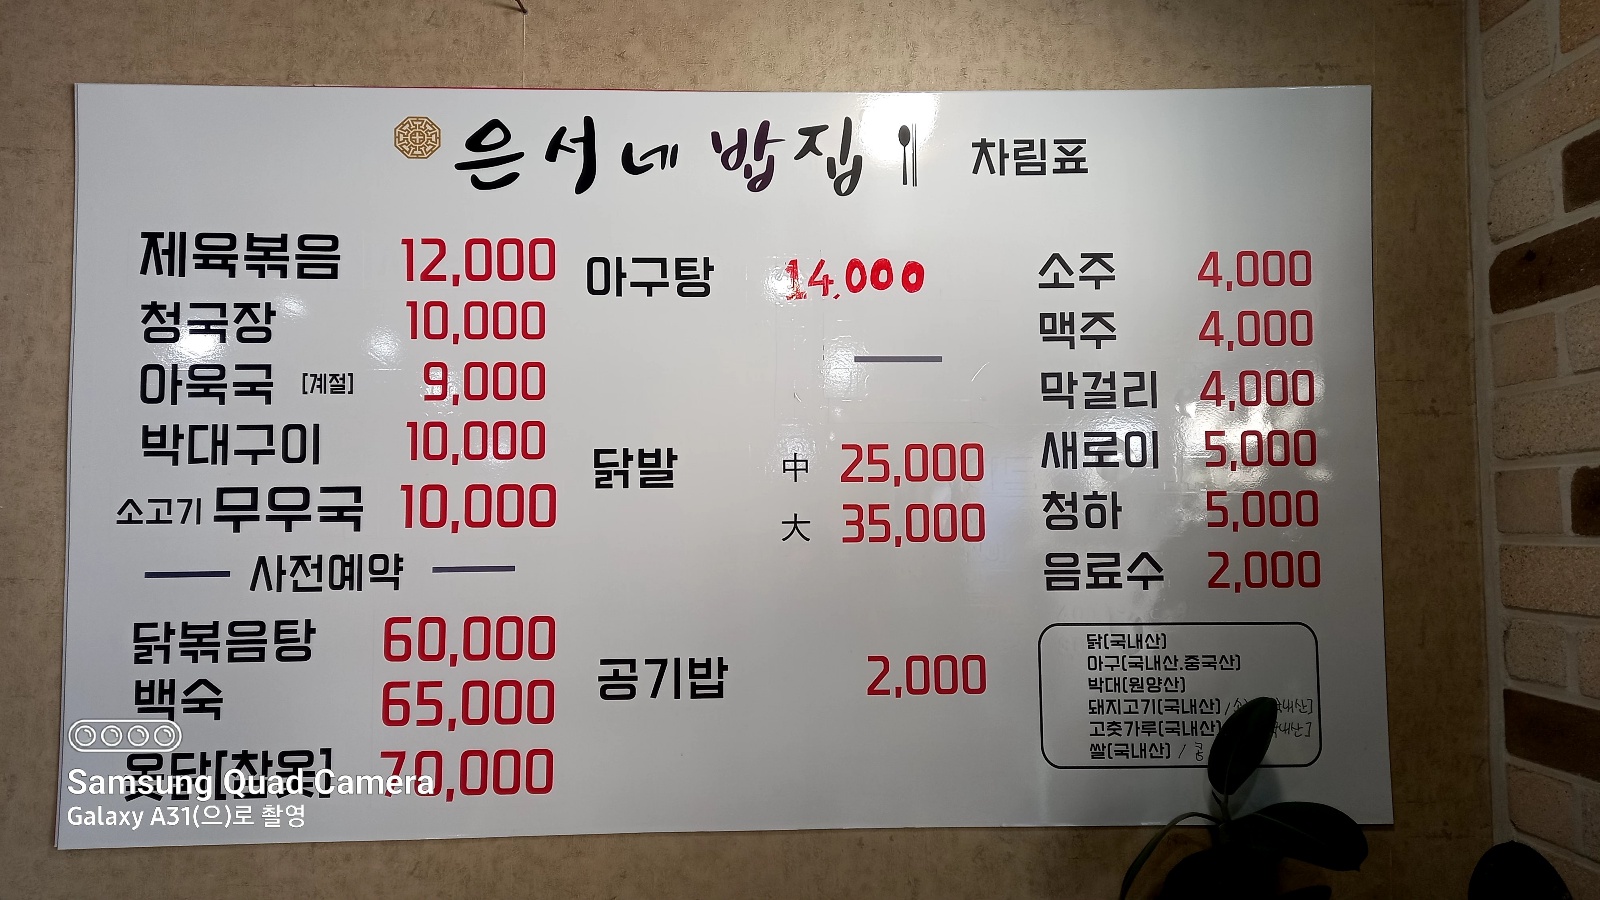 은서네 밥집 차림표
제육볶음 12,000
청국장 10,000
아욱국 [계절] 9,000
박대구이 10,000
소고기 무우국 10,000
사전예약
닭볶음탕 60,000
백숙 65,000
옻닭[참옻] 70,000
아구탕 14,000
닭발 中 25,000
大 35,000
공기밥 2,000
소주 4,000
맥주 4,000
막걸리 4,000
새로이 5,000
청하 5,000
음료수 2,000
닭(국내산)
아구(국내산.중국산)
박대(원양산)
돼지고기(국내산) /
고춧가루(국내산)
쌀(국내산) / 콩
Samsung Quad Camera
Galaxy A31(으)로 촬영